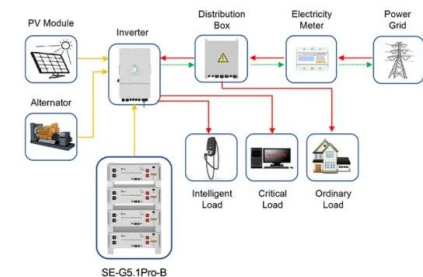 PV Module
Inverter
Distribution
Box
Electricity
Meter
Power
Grid
Alternator
Intelligent
Load
Critical
Load
Ordinary
Load
SE-G5.1Pro-B